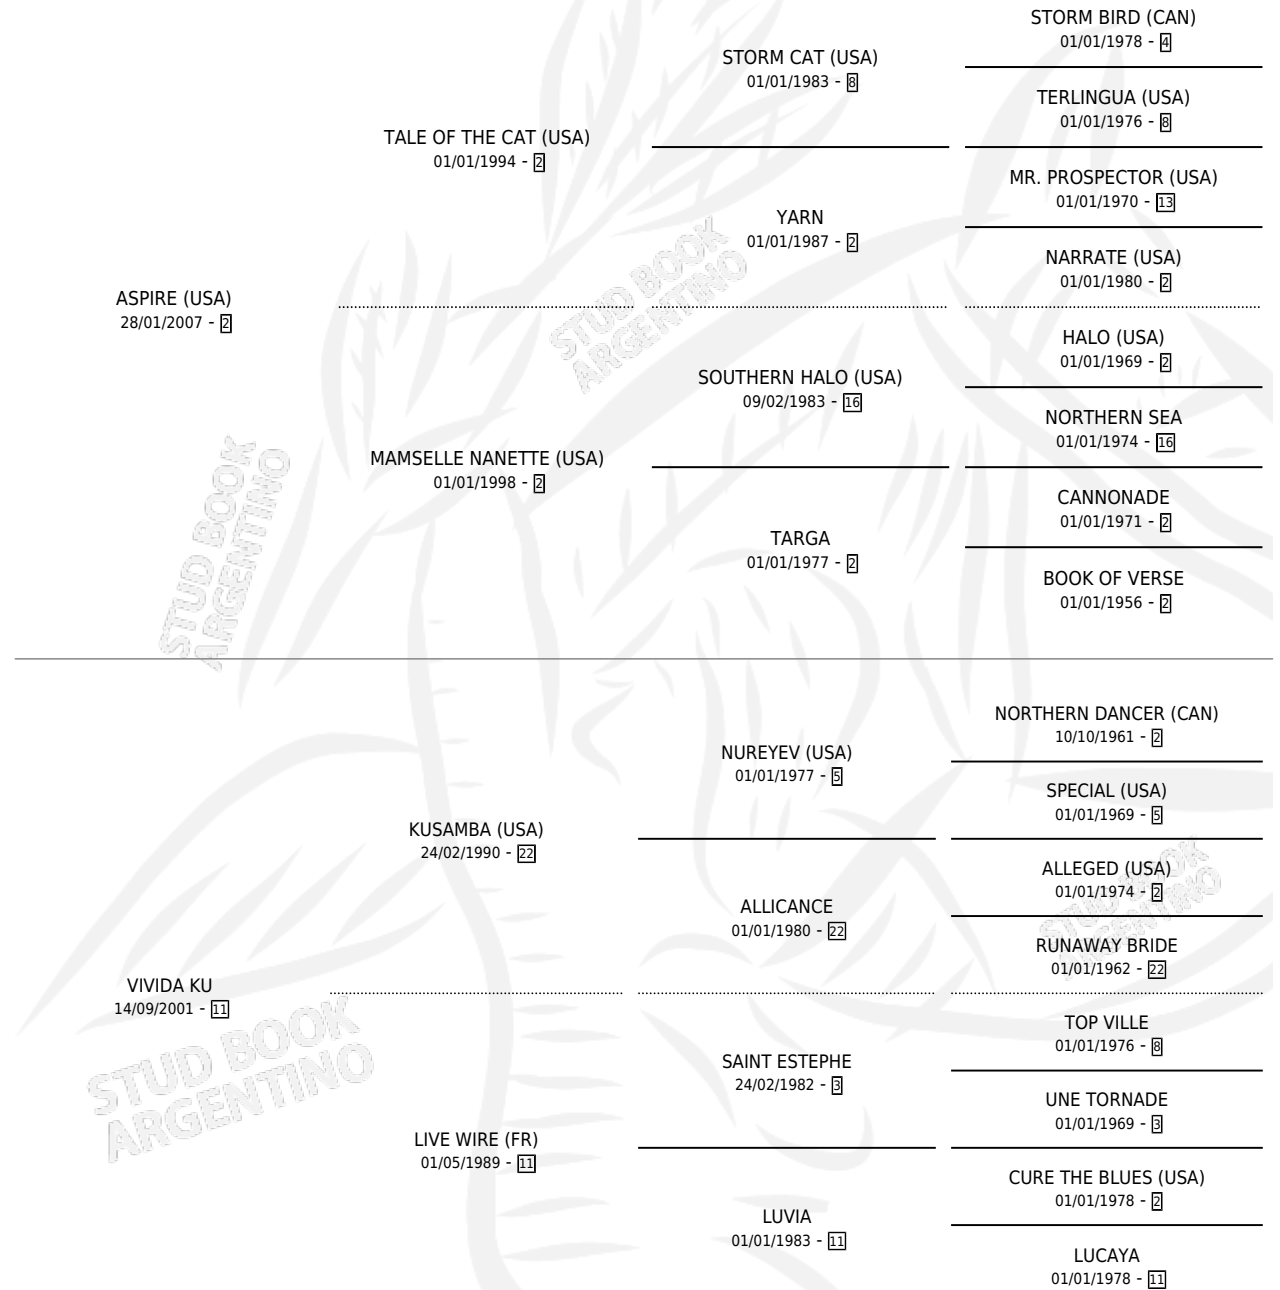 STORM BIRD (CAN)
01/01/1978 - 4
STORM CAT (USA)
01/01/1983 - 8
TERLINGUA (USA)
01/01/1976 - 8
TALE OF THE CAT (USA)
01/01/1994 - 2
MR. PROSPECTOR (USA)
01/01/1970 - 13
YARN
01/01/1987 - 2
NARRATE (USA)
01/01/1980 - 2
ASPIRE (USA)
28/01/2007 - 2
STUD BOOK
ARGENTINO
HALO (USA)
01/01/1969 - 2
SOUTHERN HALO (USA)
09/02/1983 - 16
NORTHERN SEA
01/01/1974 - 16
MAMSELLE NANETTE (USA)
01/01/1998 - 2
CANNONADE
01/01/1971 - 2
TARGA
01/01/1977 - 2
BOOK OF VERSE
01/01/1956 - 2
STUD BOOK
ARGENTINO
NORTHERN DANCER (CAN)
10/10/1961 - 2
NUREYEV (USA)
01/01/1977 - 5
SPECIAL (USA)
01/01/1969 - 5
KUSAMBA (USA)
24/02/1990 - 22
ALLEGED (USA)
01/01/1974 - 2
ALLICANCE
01/01/1980 - 22
RUNAWAY BRIDE
01/01/1962 - 22
STUD BOOK
ARGENTINO
VIVIDA KU
14/09/2001 - 11
TOP VILLE
01/01/1976 - 8
SAINT ESTEPHE
24/02/1982 - 3
UNE TORNADE
01/01/1969 - 3
STUD BOOK
ARGENTINO
LIVE WIRE (FR)
01/05/1989 - 11
CURE THE BLUES (USA)
01/01/1978 - 2
LUVIA
01/01/1983 - 11
LUCAYA
01/01/1978 - 11